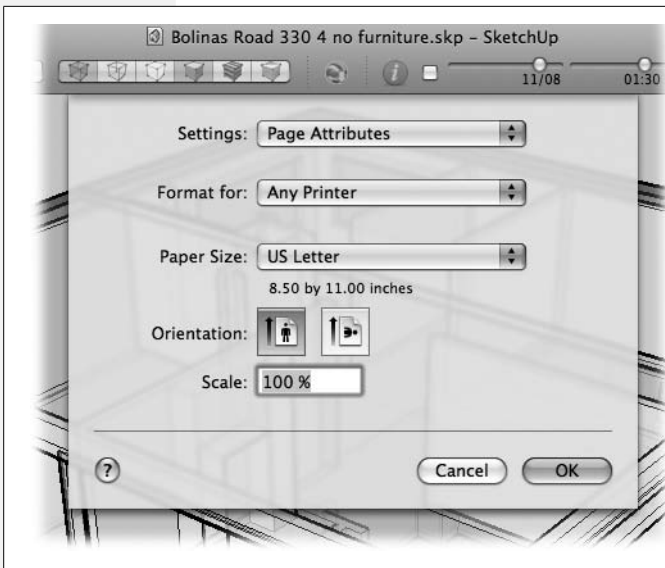 Bolinas Road 330 4 no furniture.skp – SketchUp
11/08
01:30
Settings: Page Attributes
Format for: Any Printer
Paper Size: US Letter
8.50 by 11.00 inches
Orientation:
Scale: 100 %
? Cancel OK